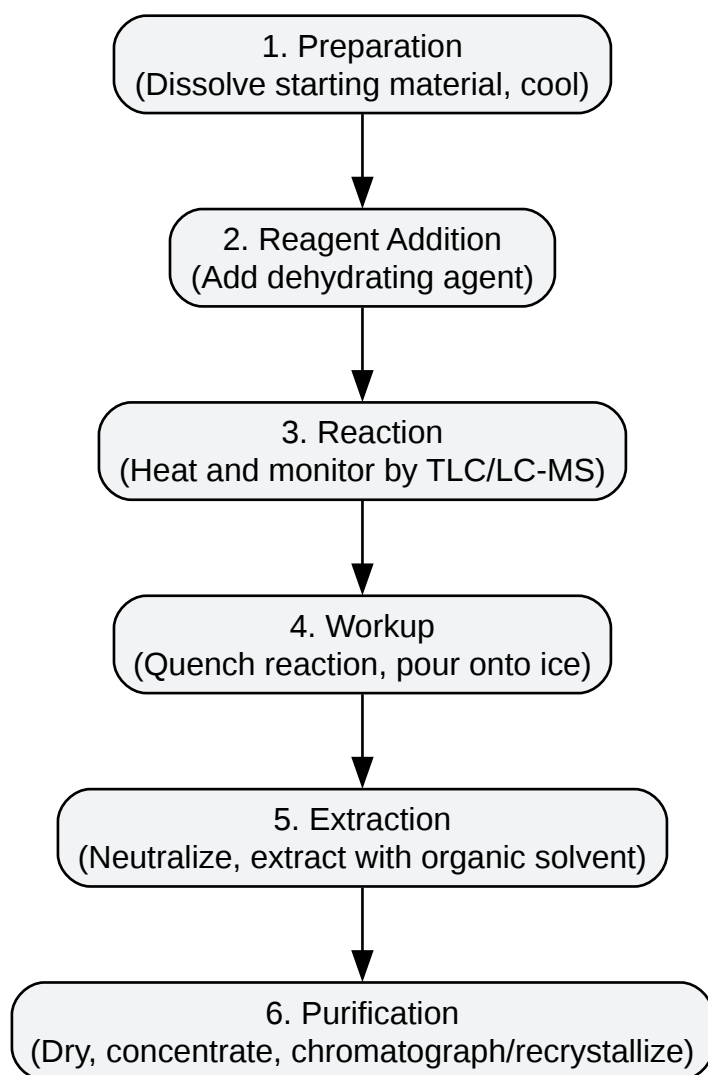 1. Preparation
(Dissolve starting material, cool)
2. Reagent Addition
(Add dehydrating agent)
3. Reaction
(Heat and monitor by TLC/LC-MS)
4. Workup
(Quench reaction, pour onto ice)
5. Extraction
(Neutralize, extract with organic solvent)
6. Purification
(Dry, concentrate, chromatograph/recrystallize)